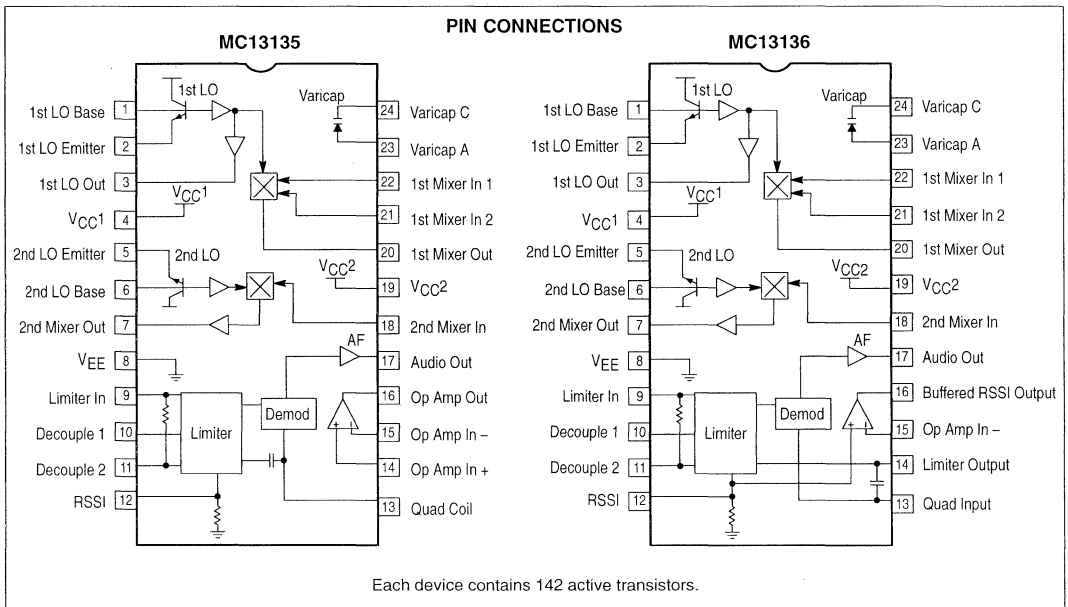 PIN CONNECTIONS
MC13135
1st LO Base 1
1st LO Emitter 2
1st LO Out 3
VCC1 4
2nd LO Emitter 5
2nd LO Base 6
2nd Mixer Out 7
VEE 8
Limiter In 9
Decouple 1 10
Decouple 2 11
RSSI 12
1st LO
Varicap
VCC1
2nd LO
VCC2
AF
Limiter
Demod
+ −
24 Varicap C
23 Varicap A
22 1st Mixer In 1
21 1st Mixer In 2
20 1st Mixer Out
19 VCC2
18 2nd Mixer In
17 Audio Out
16 Op Amp Out
15 Op Amp In –
14 Op Amp In +
13 Quad Coil
MC13136
1st LO Base 1
1st LO Emitter 2
1st LO Out 3
VCC1 4
2nd LO Emitter 5
2nd LO Base 6
2nd Mixer Out 7
VEE 8
Limiter In 9
Decouple 1 10
Decouple 2 11
RSSI 12
1st LO
Varicap
VCC1
2nd LO
VCC2
AF
Limiter
Demod
+ −
24 Varicap C
23 Varicap A
22 1st Mixer In 1
21 1st Mixer In 2
20 1st Mixer Out
19 VCC2
18 2nd Mixer In
17 Audio Out
16 Buffered RSSI Output
15 Op Amp In –
14 Limiter Output
13 Quad Input
Each device contains 142 active transistors.